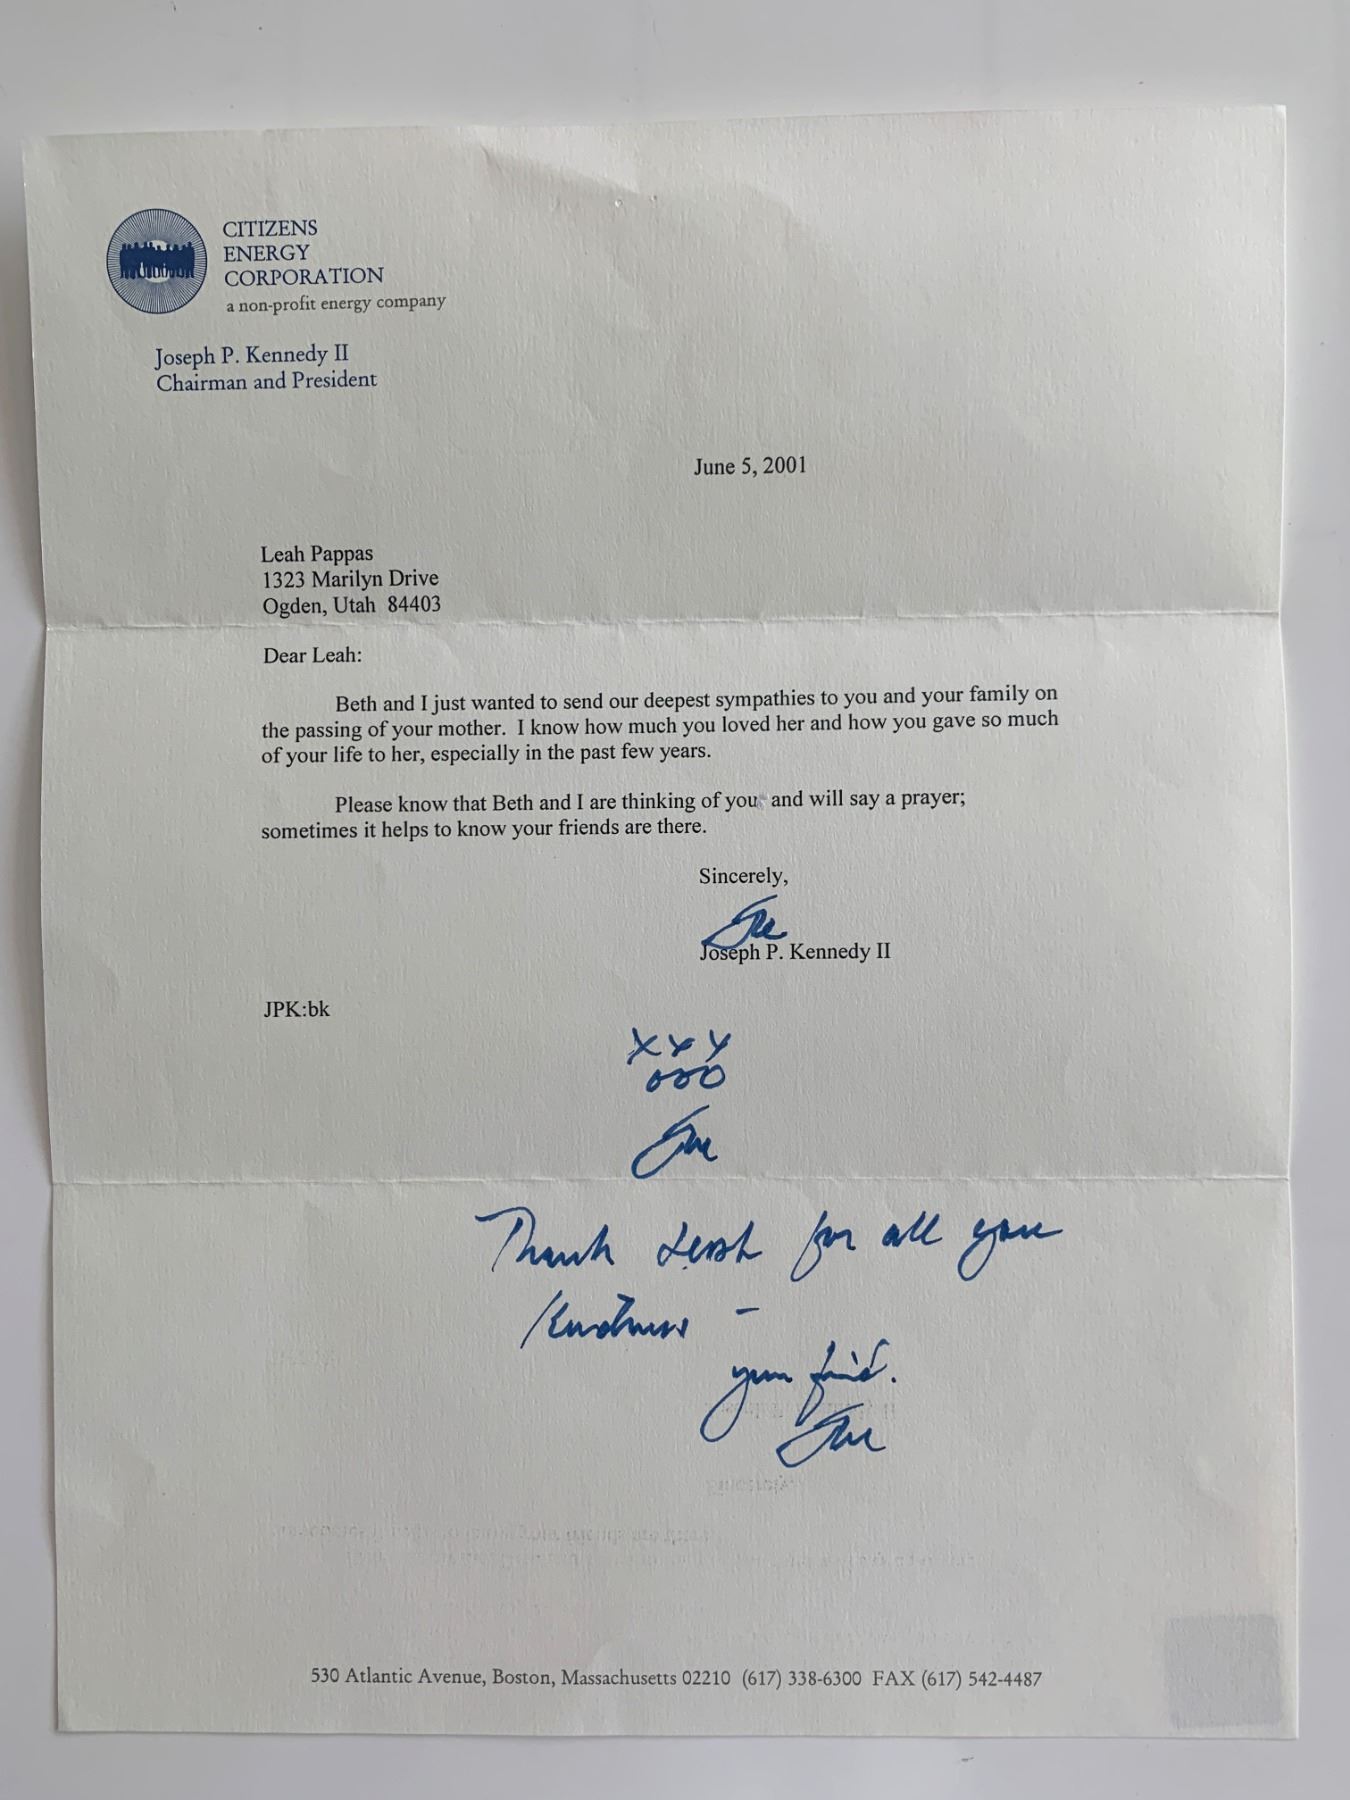 CITIZENS
ENERGY
CORPORATION
a non-profit energy company
Joseph P. Kennedy II
Chairman and President
June 5, 2001
Leah Pappas
1323 Marilyn Drive
Ogden, Utah 84403
Dear Leah:
Beth and I just wanted to send our deepest sympathies to you and your family on
the passing of your mother. I know how much you loved her and how you gave so much
of your life to her, especially in the past few years.
Please know that Beth and I are thinking of you and will say a prayer;
sometimes it helps to know your friends are there.
Sincerely,
Joe
Joseph P. Kennedy II
JPK:bk
xxx
ooo
Joe
Thank Leah for all your
Kindness -
your friend.
Joe
530 Atlantic Avenue, Boston, Massachusetts 02210 (617) 338-6300 FAX (617) 542-4487